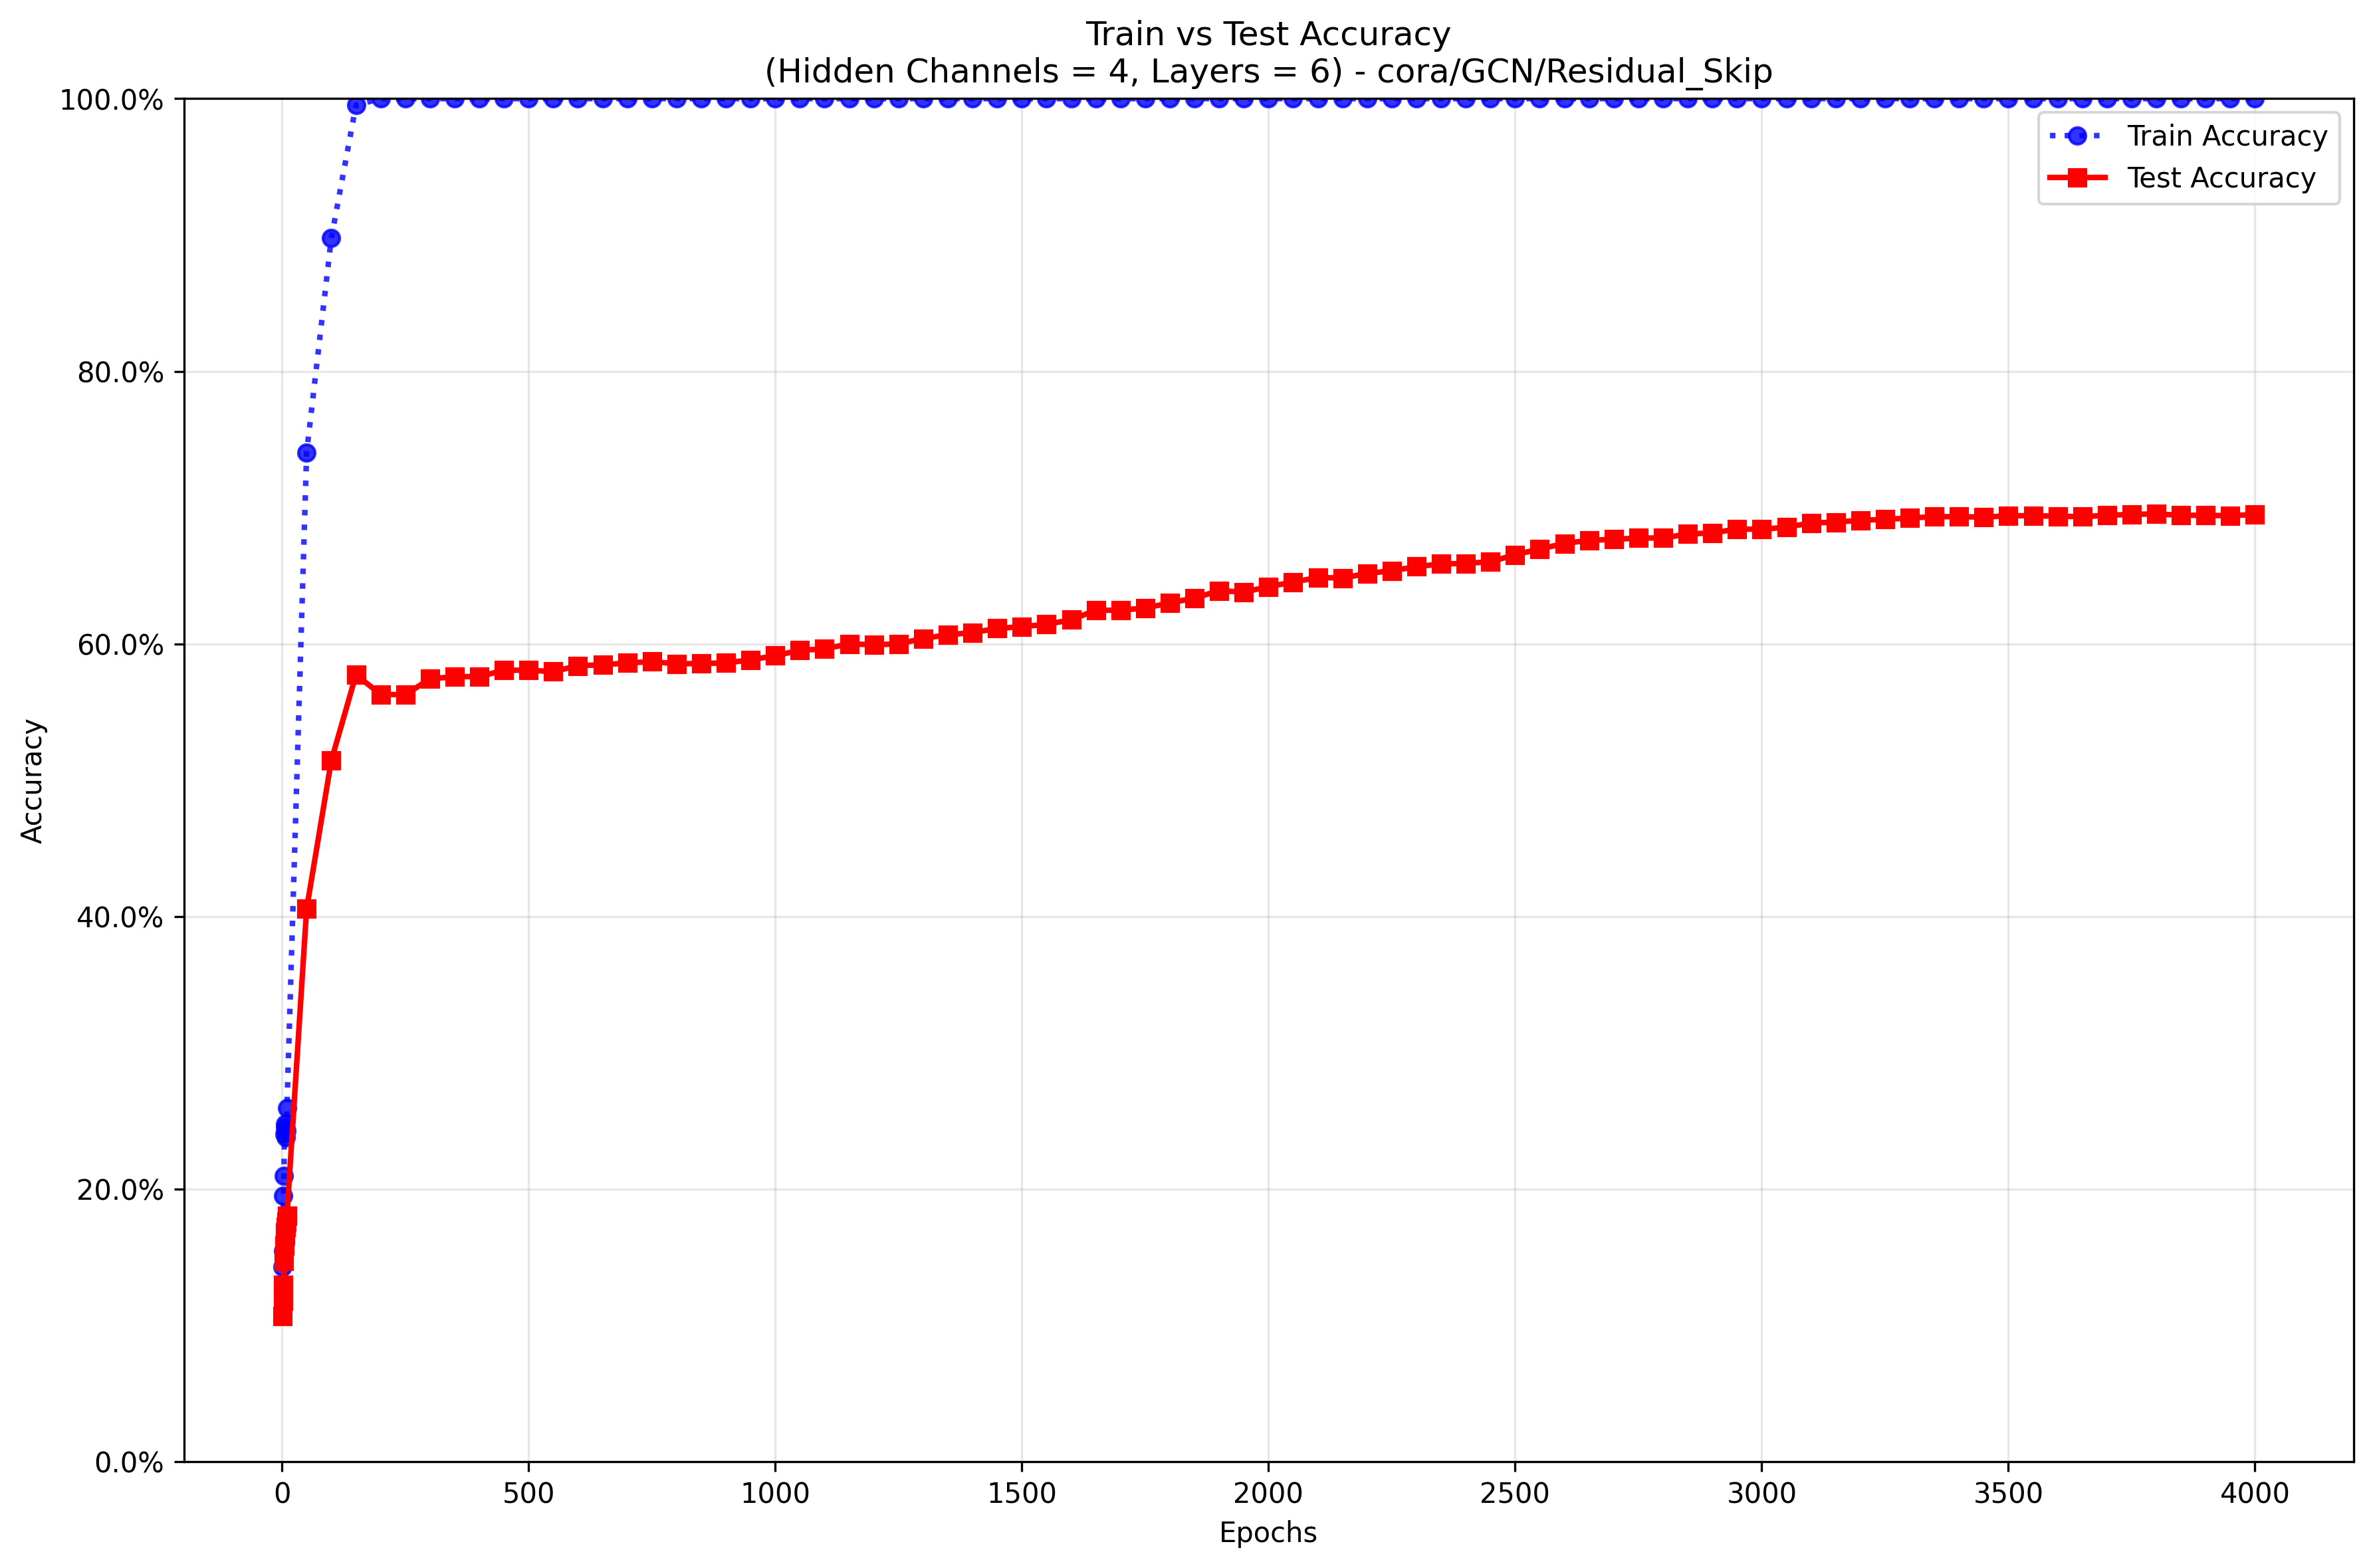 Train vs Test Accuracy
(Hidden Channels = 4, Layers = 6) - cora/GCN/Residual_Skip
100.0%
80.0%
60.0%
40.0%
20.0%
0.0%
Accuracy
Train Accuracy
Test Accuracy
0 500 1000 1500 2000 2500 3000 3500 4000
Epochs